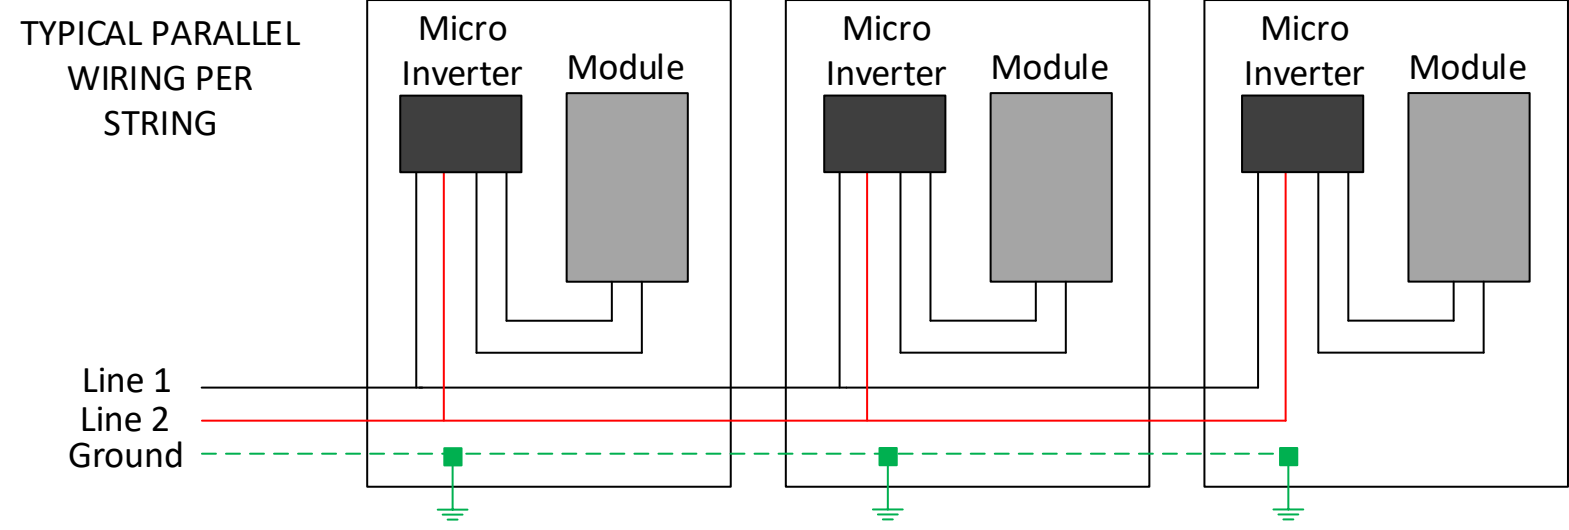 TYPICAL PARALLEL
WIRING PER
STRING
Micro
Inverter
Module
Micro
Inverter
Module
Micro
Inverter
Module
Line 1
Line 2
Ground